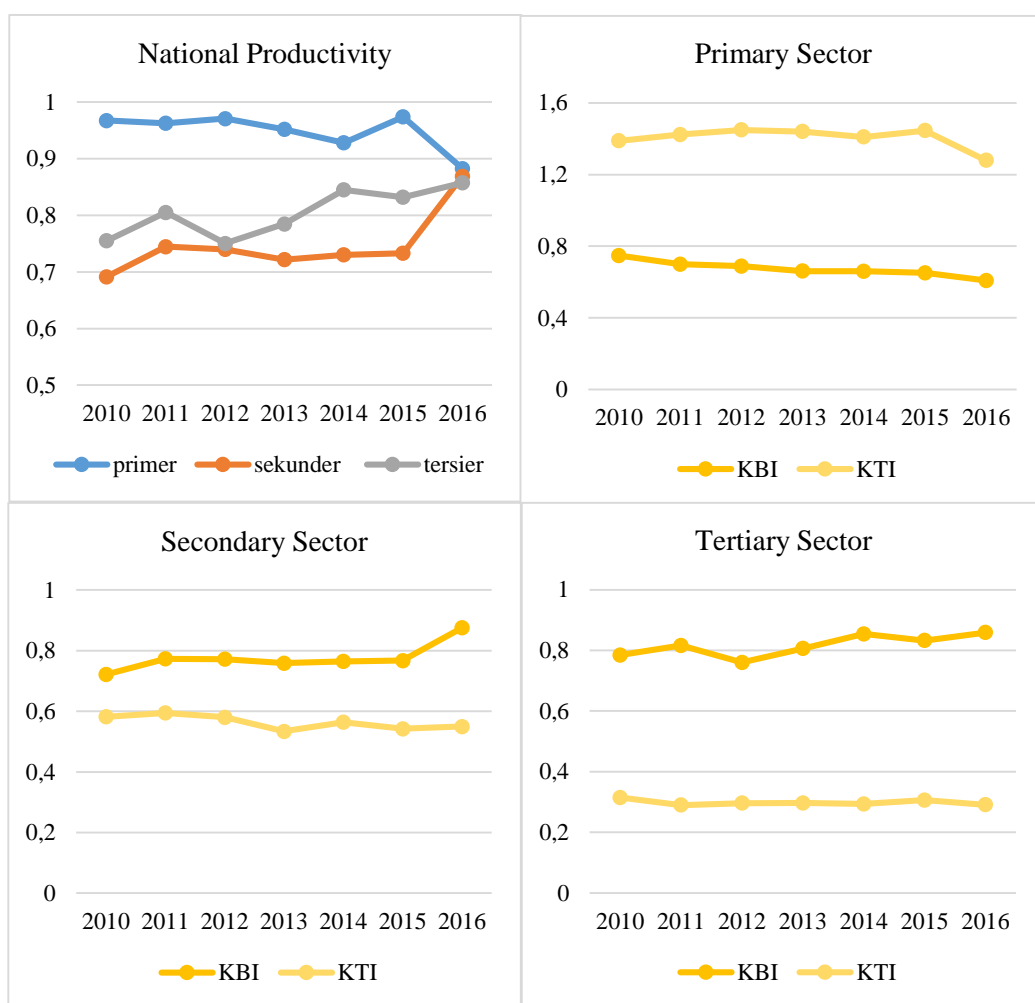 National Productivity
1
0,9
0,8
0,7
0,6
0,5
2010 2011 2012 2013 2014 2015 2016
primer sekunder tersier
Primary Sector
1,6
1,2
0,8
0,4
0
2010 2011 2012 2013 2014 2015 2016
KBI KTI
Secondary Sector
1
0,8
0,6
0,4
0,2
0
2010 2011 2012 2013 2014 2015 2016
KBI KTI
Tertiary Sector
1
0,8
0,6
0,4
0,2
0
2010 2011 2012 2013 2014 2015 2016
KBI KTI